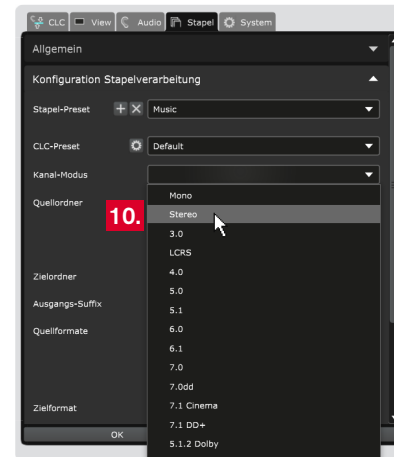 CLC View Audio Stapel System
Allgemein
Konfiguration Stapelverarbeitung
Stapel-Preset Music
CLC-Preset Default
Kanal-Modus
Quellordner
Mono
10. Stereo
3.0
LCRS
Zielordner 4.0
5.0
Ausgangs-Suffix
5.1
Quellformate 6.0
6.1
7.0
7.0dd
Zielformat 7.1 Cinema
7.1 DD+
OK
5.1.2 Dolby